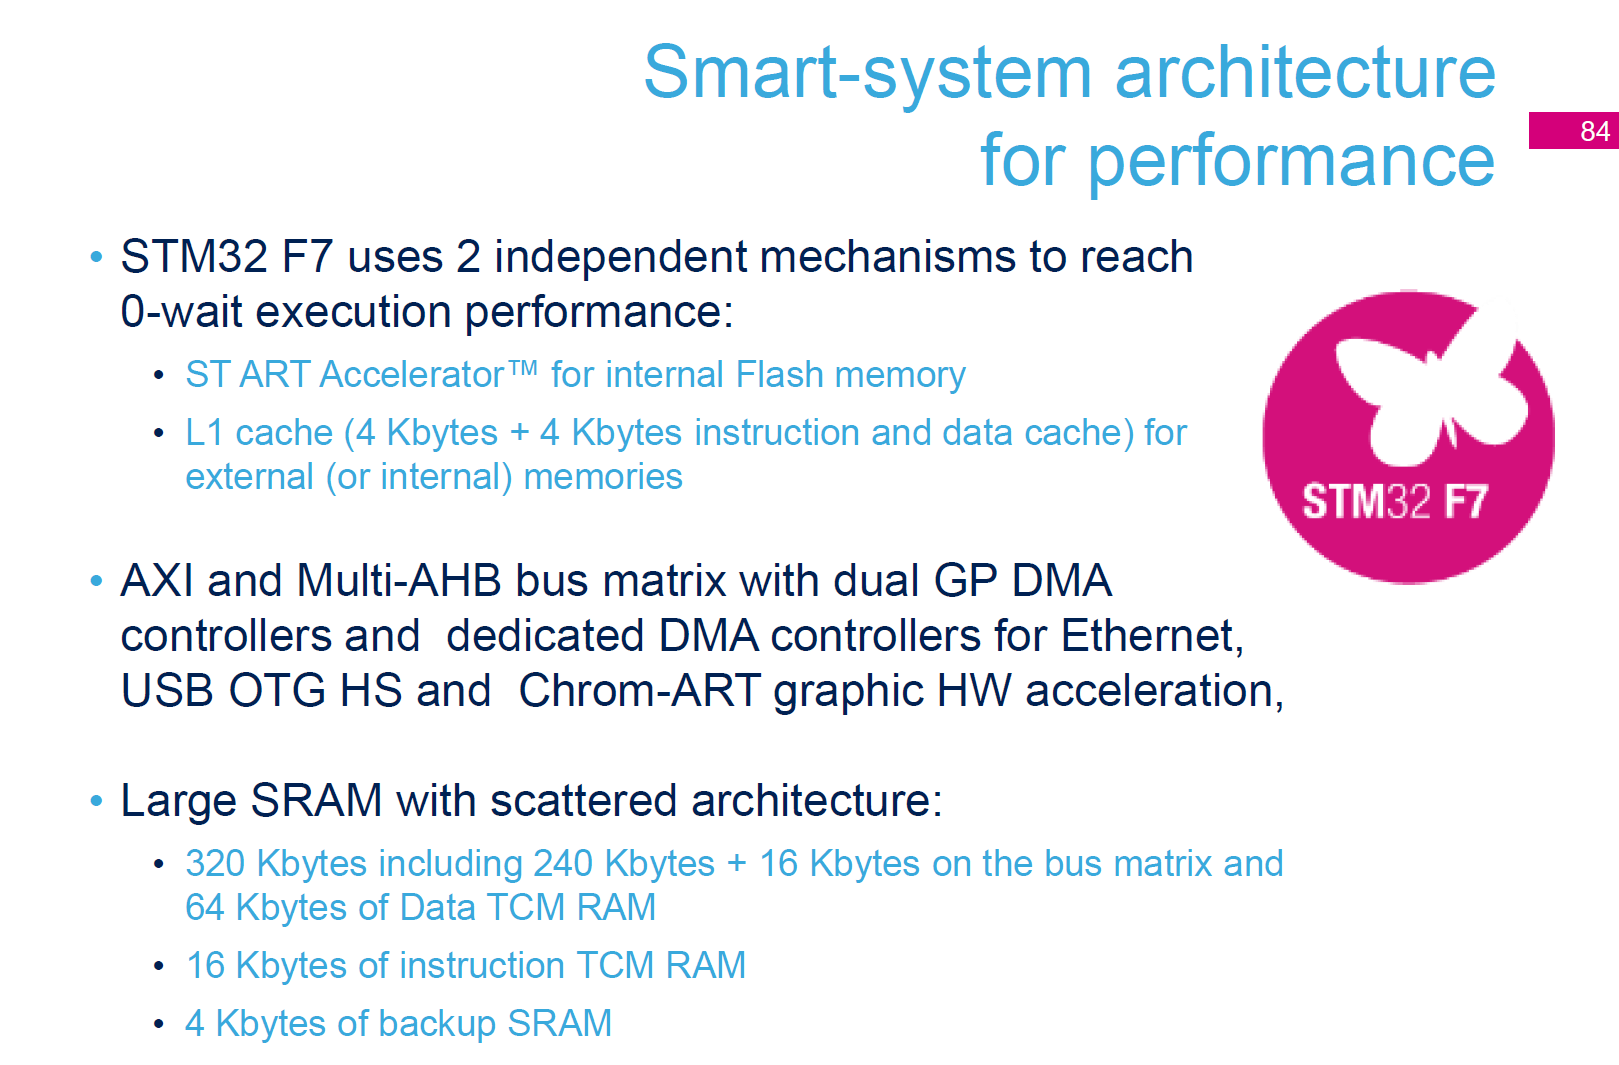 Smart-system architecture
for performance
84
• STM32 F7 uses 2 independent mechanisms to reach
0-wait execution performance:
• ST ART Accelerator™ for internal Flash memory
• L1 cache (4 Kbytes + 4 Kbytes instruction and data cache) for
external (or internal) memories
STM32 F7
• AXI and Multi-AHB bus matrix with dual GP DMA
controllers and dedicated DMA controllers for Ethernet,
USB OTG HS and Chrom-ART graphic HW acceleration,
• Large SRAM with scattered architecture:
• 320 Kbytes including 240 Kbytes + 16 Kbytes on the bus matrix and
64 Kbytes of Data TCM RAM
• 16 Kbytes of instruction TCM RAM
• 4 Kbytes of backup SRAM